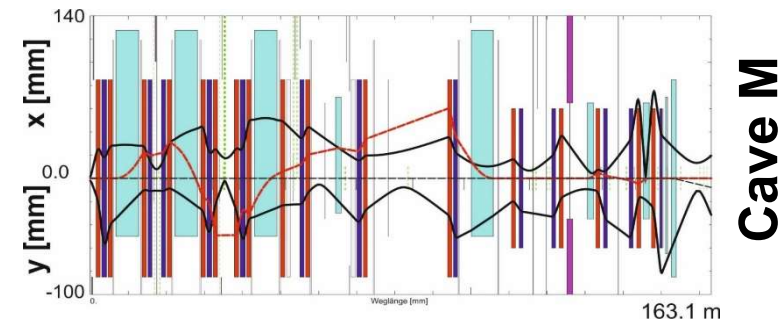 140
x [mm]
0.0
y [mm]
-100
0.
Weglänge [mm]
163.1 m
Cave M